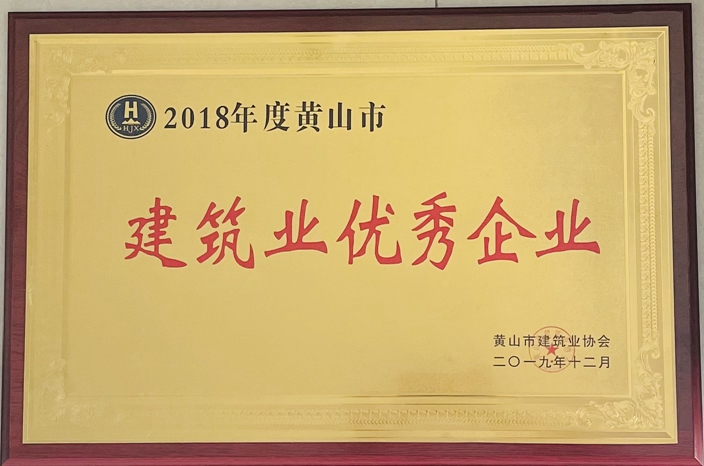 H
HJX
2018年度黄山市
建筑业优秀企业
黄山市建筑业协会
二〇一九年十二月